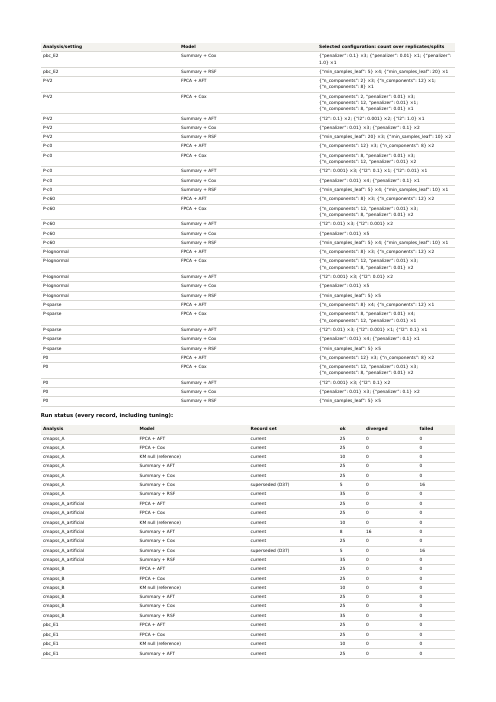 Analysis/setting Model Selected configuration: count over replicates/splits
pbc_E2 Summary + Cox {"penalizer": 0.1} ×3; {"penalizer": 0.01} ×1; {"penalizer":
1.0} ×1
pbc_E2 Summary + RSF {"min_samples_leaf": 5} ×4; {"min_samples_leaf": 20} ×1
P-V2 FPCA + AFT {"n_components": 2} ×3; {"n_components": 12} ×1;
{"n_components": 8} ×1
P-V2 FPCA + Cox {"n_components": 2, "penalizer": 0.01} ×3;
{"n_components": 12, "penalizer": 0.01} ×1;
{"n_components": 8, "penalizer": 0.01} ×1
P-V2 Summary + AFT {"l2": 0.1} ×2; {"l2": 0.001} ×2; {"l2": 1.0} ×1
P-V2 Summary + Cox {"penalizer": 0.01} ×3; {"penalizer": 0.1} ×2
P-V2 Summary + RSF {"min_samples_leaf": 20} ×3; {"min_samples_leaf": 10} ×2
P-c0 FPCA + AFT {"n_components": 12} ×3; {"n_components": 8} ×2
P-c0 FPCA + Cox {"n_components": 8, "penalizer": 0.01} ×3;
{"n_components": 12, "penalizer": 0.01} ×2
P-c0 Summary + AFT {"l2": 0.001} ×3; {"l2": 0.1} ×1; {"l2": 0.01} ×1
P-c0 Summary + Cox {"penalizer": 0.01} ×4; {"penalizer": 0.1} ×1
P-c0 Summary + RSF {"min_samples_leaf": 5} ×4; {"min_samples_leaf": 10} ×1
P-c60 FPCA + AFT {"n_components": 8} ×3; {"n_components": 12} ×2
P-c60 FPCA + Cox {"n_components": 12, "penalizer": 0.01} ×3;
{"n_components": 8, "penalizer": 0.01} ×2
P-c60 Summary + AFT {"l2": 0.01} ×3; {"l2": 0.001} ×2
P-c60 Summary + Cox {"penalizer": 0.01} ×5
P-c60 Summary + RSF {"min_samples_leaf": 5} ×4; {"min_samples_leaf": 10} ×1
P-lognormal FPCA + AFT {"n_components": 8} ×3; {"n_components": 12} ×2
P-lognormal FPCA + Cox {"n_components": 12, "penalizer": 0.01} ×3;
{"n_components": 8, "penalizer": 0.01} ×2
P-lognormal Summary + AFT {"l2": 0.001} ×3; {"l2": 0.01} ×2
P-lognormal Summary + Cox {"penalizer": 0.01} ×5
P-lognormal Summary + RSF {"min_samples_leaf": 5} ×5
P-sparse FPCA + AFT {"n_components": 8} ×4; {"n_components": 12} ×1
P-sparse FPCA + Cox {"n_components": 8, "penalizer": 0.01} ×4;
{"n_components": 12, "penalizer": 0.01} ×1
P-sparse Summary + AFT {"l2": 0.01} ×3; {"l2": 0.001} ×1; {"l2": 0.1} ×1
P-sparse Summary + Cox {"penalizer": 0.01} ×4; {"penalizer": 0.1} ×1
P-sparse Summary + RSF {"min_samples_leaf": 5} ×5
P0 FPCA + AFT {"n_components": 12} ×3; {"n_components": 8} ×2
P0 FPCA + Cox {"n_components": 12, "penalizer": 0.01} ×3;
{"n_components": 8, "penalizer": 0.01} ×2
P0 Summary + AFT {"l2": 0.001} ×3; {"l2": 0.1} ×2
P0 Summary + Cox {"penalizer": 0.01} ×3; {"penalizer": 0.1} ×2
P0 Summary + RSF {"min_samples_leaf": 5} ×5
Run status (every record, including tuning):
Analysis Model Record set ok diverged failed
cmapss_A FPCA + AFT current 25 0 0
cmapss_A FPCA + Cox current 25 0 0
cmapss_A KM null (reference) current 10 0 0
cmapss_A Summary + AFT current 25 0 0
cmapss_A Summary + Cox current 25 0 0
cmapss_A Summary + Cox superseded (D37) 5 0 16
cmapss_A Summary + RSF current 35 0 0
cmapss_A_artificial FPCA + AFT current 25 0 0
cmapss_A_artificial FPCA + Cox current 25 0 0
cmapss_A_artificial KM null (reference) current 10 0 0
cmapss_A_artificial Summary + AFT current 8 16 0
cmapss_A_artificial Summary + Cox current 25 0 0
cmapss_A_artificial Summary + Cox superseded (D37) 5 0 16
cmapss_A_artificial Summary + RSF current 35 0 0
cmapss_B FPCA + AFT current 25 0 0
cmapss_B FPCA + Cox current 25 0 0
cmapss_B KM null (reference) current 10 0 0
cmapss_B Summary + AFT current 25 0 0
cmapss_B Summary + Cox current 25 0 0
cmapss_B Summary + RSF current 35 0 0
pbc_E1 FPCA + AFT current 25 0 0
pbc_E1 FPCA + Cox current 25 0 0
pbc_E1 KM null (reference) current 10 0 0
pbc_E1 Summary + AFT current 25 0 0